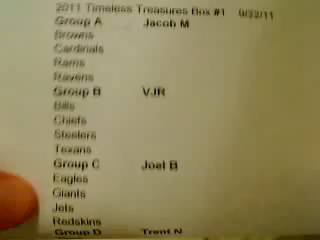 2011 Timeless Treasures Box #1 9/22/11
Group A Jacob M
Browns
Cardinals
Rams
Ravens
Group B VJR
Bills
Chiefs
Steelers
Texans
Group C Joel B
Eagles
Giants
Jets
Redskins
Group D Trent N